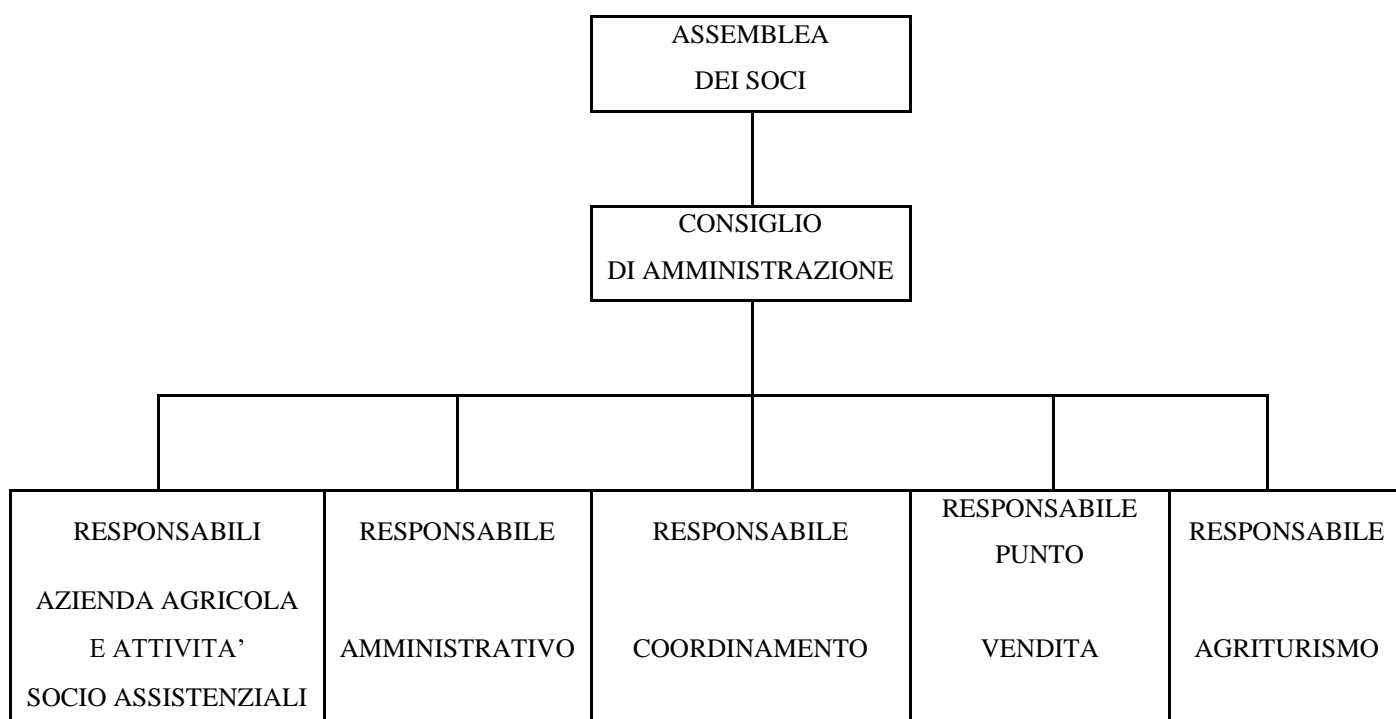 ASSEMBLEA
DEI SOCI
CONSIGLIO
DI AMMINISTRAZIONE
RESPONSABILI
AZIENDA AGRICOLA
E ATTIVITA’
SOCIO ASSISTENZIALI
RESPONSABILE
AMMINISTRATIVO
RESPONSABILE
COORDINAMENTO
RESPONSABILE
PUNTO
VENDITA
RESPONSABILE
AGRITURISMO